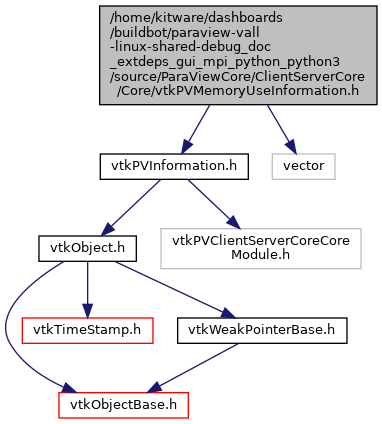 /home/kitware/dashboards
/buildbot/paraview-vall
-linux-shared-debug_doc
_extdeps_gui_mpi_python_python3
/source/ParaViewCore/ClientServerCore
/Core/vtkPVMemoryUseInformation.h
vtkPVInformation.h
vector
vtkObject.h
vtkPVClientServerCoreCore
Module.h
vtkTimeStamp.h
vtkWeakPointerBase.h
vtkObjectBase.h